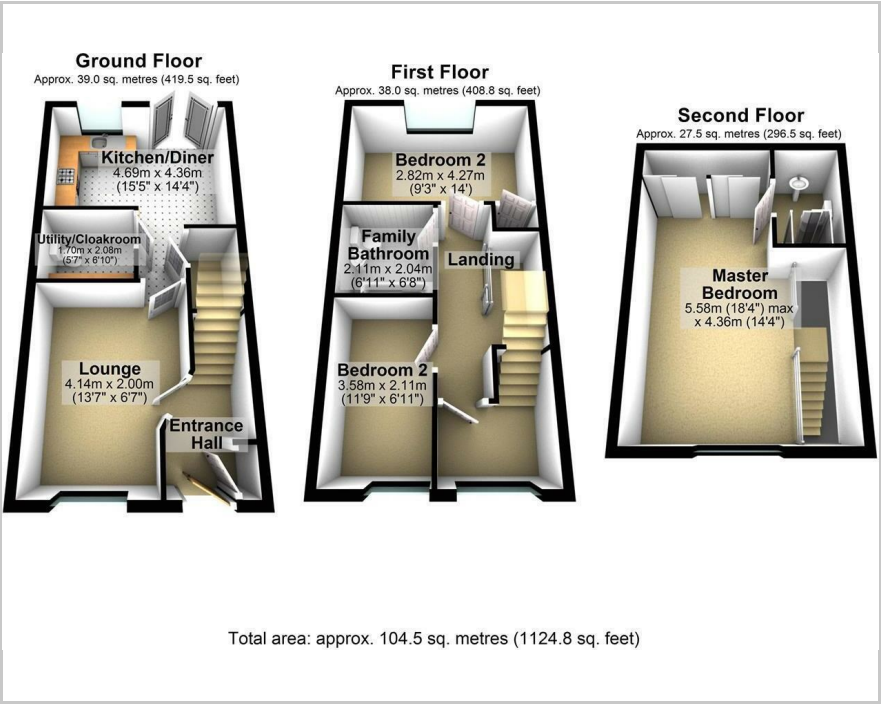 Ground Floor
Approx. 39.0 sq. metres (419.5 sq. feet)
Kitchen/Diner
4.69m x 4.36m
(15'5" x 14'4")
Utility/Cloakroom
1.70m x 2.08m
(5'7" x 6'10")
Lounge
4.14m x 2.00m
(13'7" x 6'7")
Entrance
Hall
First Floor
Approx. 38.0 sq. metres (408.8 sq. feet)
Bedroom 2
2.82m x 4.27m
(9'3" x 14')
Family
Bathroom
2.11m x 2.04m
(6'11" x 6'8")
Landing
Bedroom 2
3.58m x 2.11m
(11'9" x 6'11")
Second Floor
Approx. 27.5 sq. metres (296.5 sq. feet)
Master
Bedroom
5.58m (18'4") max
x 4.36m (14'4")
Total area: approx. 104.5 sq. metres (1124.8 sq. feet)